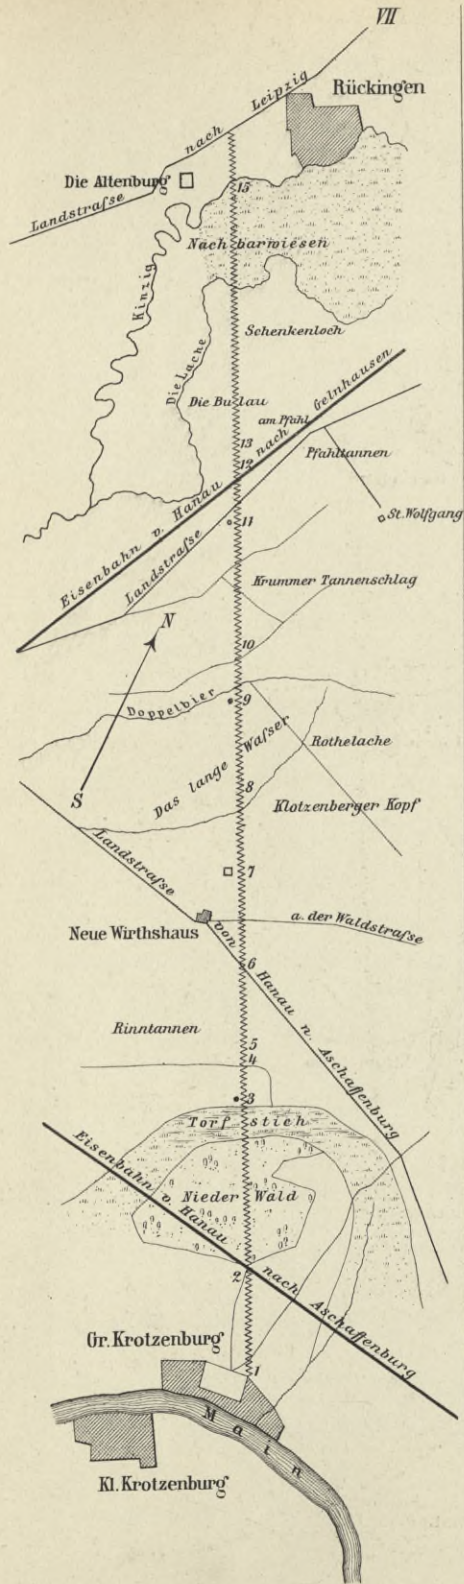 VII
Landstraſse nach Leipzig
Rückingen
Die Altenburg
15
Nachbarwiesen
Kinzig
Schenkenloch
Die Lache
Die Bulau
am Pfahl
Eisenbahn v. Hanau nach Gelnhausen
13
12
Pfahltannen
St. Wolfgang
11
Landstraſse
Krummer Tannenschlag
N
10
Doppelbier
9
Das lange Waſser
Rothelache
S
8
Klotzenberger Kopf
Landstraſse von Hanau n. Aschaffenburg
7
Neue Wirthshaus
a. der Waldstraſse
6
Rinntannen
5
4
3
Torfstich
Eisenbahn v. Hanau nach Aschaffenburg
Nieder Wald
2
Gr. Krotzenburg
1
Main
Kl. Krotzenburg